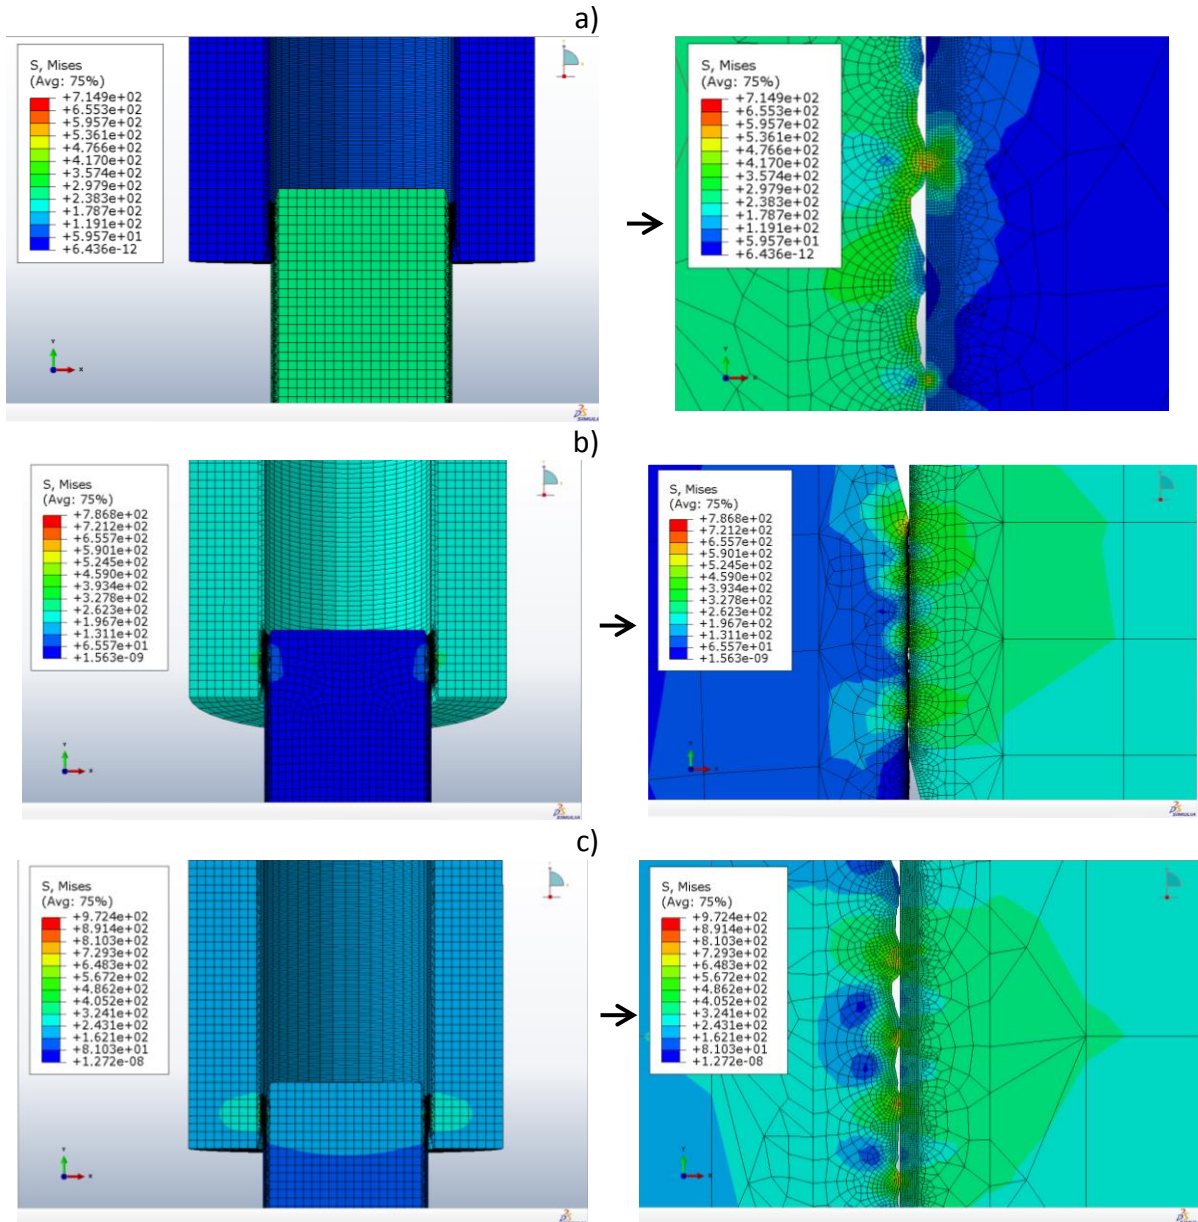 a)
S, Mises
(Avg: 75%)
+7.149e+02
+6.553e+02
+5.957e+02
+5.361e+02
+4.766e+02
+4.170e+02
+3.574e+02
+2.979e+02
+2.383e+02
+1.787e+02
+1.191e+02
+5.957e+01
+6.436e-12
Y
X
S, Mises
(Avg: 75%)
+7.149e+02
+6.553e+02
+5.957e+02
+5.361e+02
+4.766e+02
+4.170e+02
+3.574e+02
+2.979e+02
+2.383e+02
+1.787e+02
+1.191e+02
+5.957e+01
+6.436e-12
Y
X
SIMULIA
b)
S, Mises
(Avg: 75%)
+7.868e+02
+7.212e+02
+6.557e+02
+5.901e+02
+5.245e+02
+4.590e+02
+3.934e+02
+3.278e+02
+2.623e+02
+1.967e+02
+1.311e+02
+6.557e+01
+1.563e-09
Y
X
SIMULIA
S, Mises
(Avg: 75%)
+7.868e+02
+7.212e+02
+6.557e+02
+5.901e+02
+5.245e+02
+4.590e+02
+3.934e+02
+3.278e+02
+2.623e+02
+1.967e+02
+1.311e+02
+6.557e+01
+1.563e-09
Y
X
SIMULIA
c)
S, Mises
(Avg: 75%)
+9.724e+02
+8.914e+02
+8.103e+02
+7.293e+02
+6.483e+02
+5.672e+02
+4.862e+02
+4.052e+02
+3.241e+02
+2.431e+02
+1.621e+02
+8.103e+01
+1.272e-08
Y
X
SIMULIA
S, Mises
(Avg: 75%)
+9.724e+02
+8.914e+02
+8.103e+02
+7.293e+02
+6.483e+02
+5.672e+02
+4.862e+02
+4.052e+02
+3.241e+02
+2.431e+02
+1.621e+02
+8.103e+01
+1.272e-08
Y
X
SIMULIA